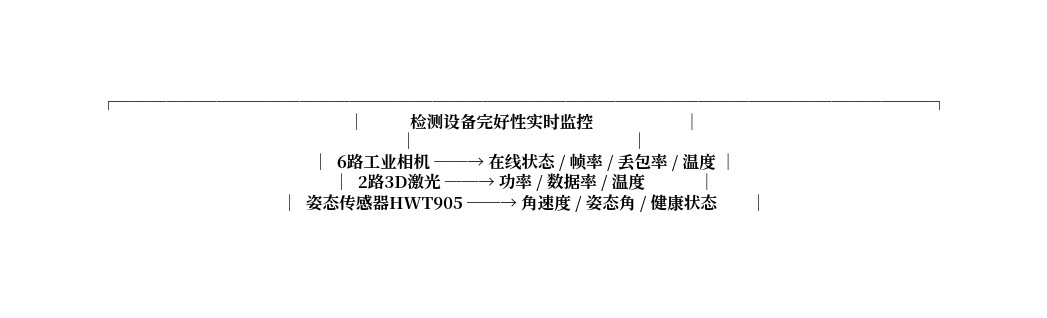 检测设备完好性实时监控
6路工业相机 ───→ 在线状态 / 帧率 / 丢包率 / 温度
2路3D激光 ───→ 功率 / 数据率 / 温度
姿态传感器HWT905 ───→ 角速度 / 姿态角 / 健康状态